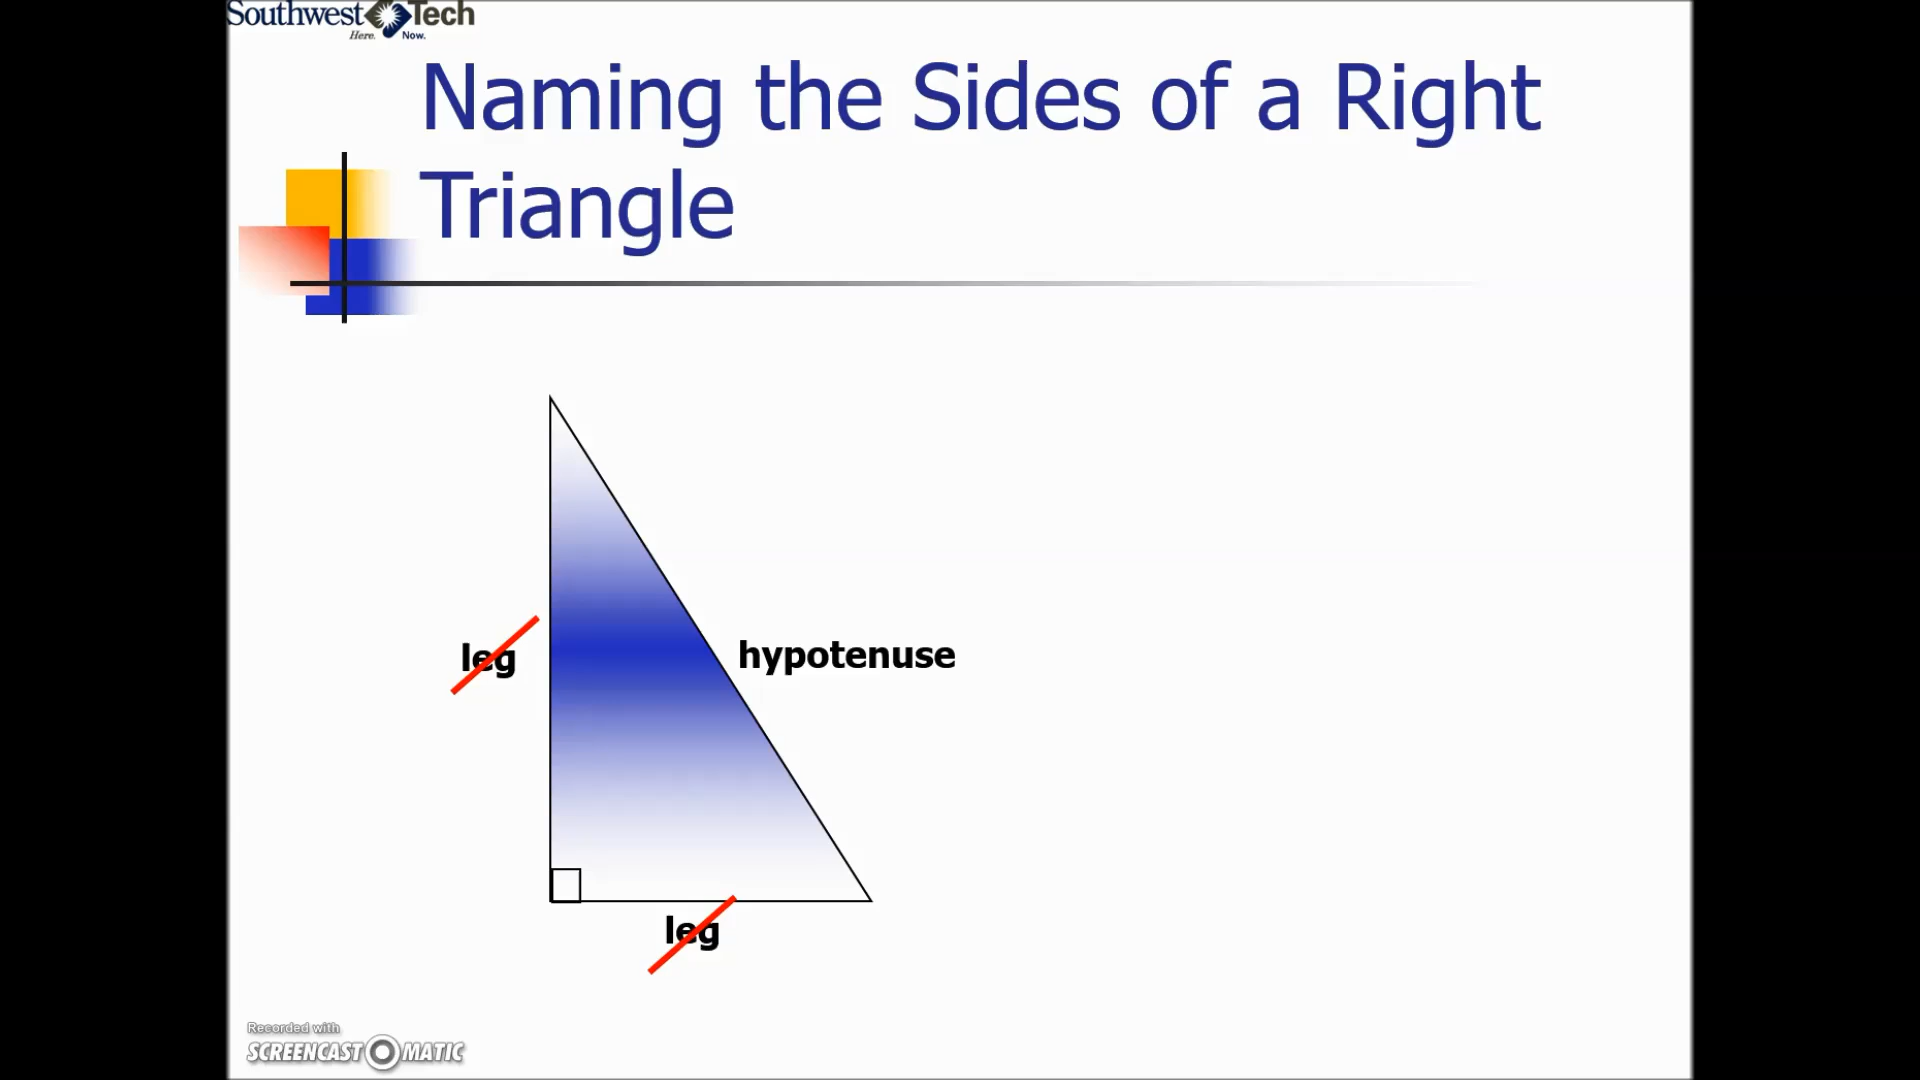 Southwest Tech
Here. Now.
Naming the Sides of a Right
Triangle
leg
hypotenuse
leg
Recorded with
SCREENCAST MATIC